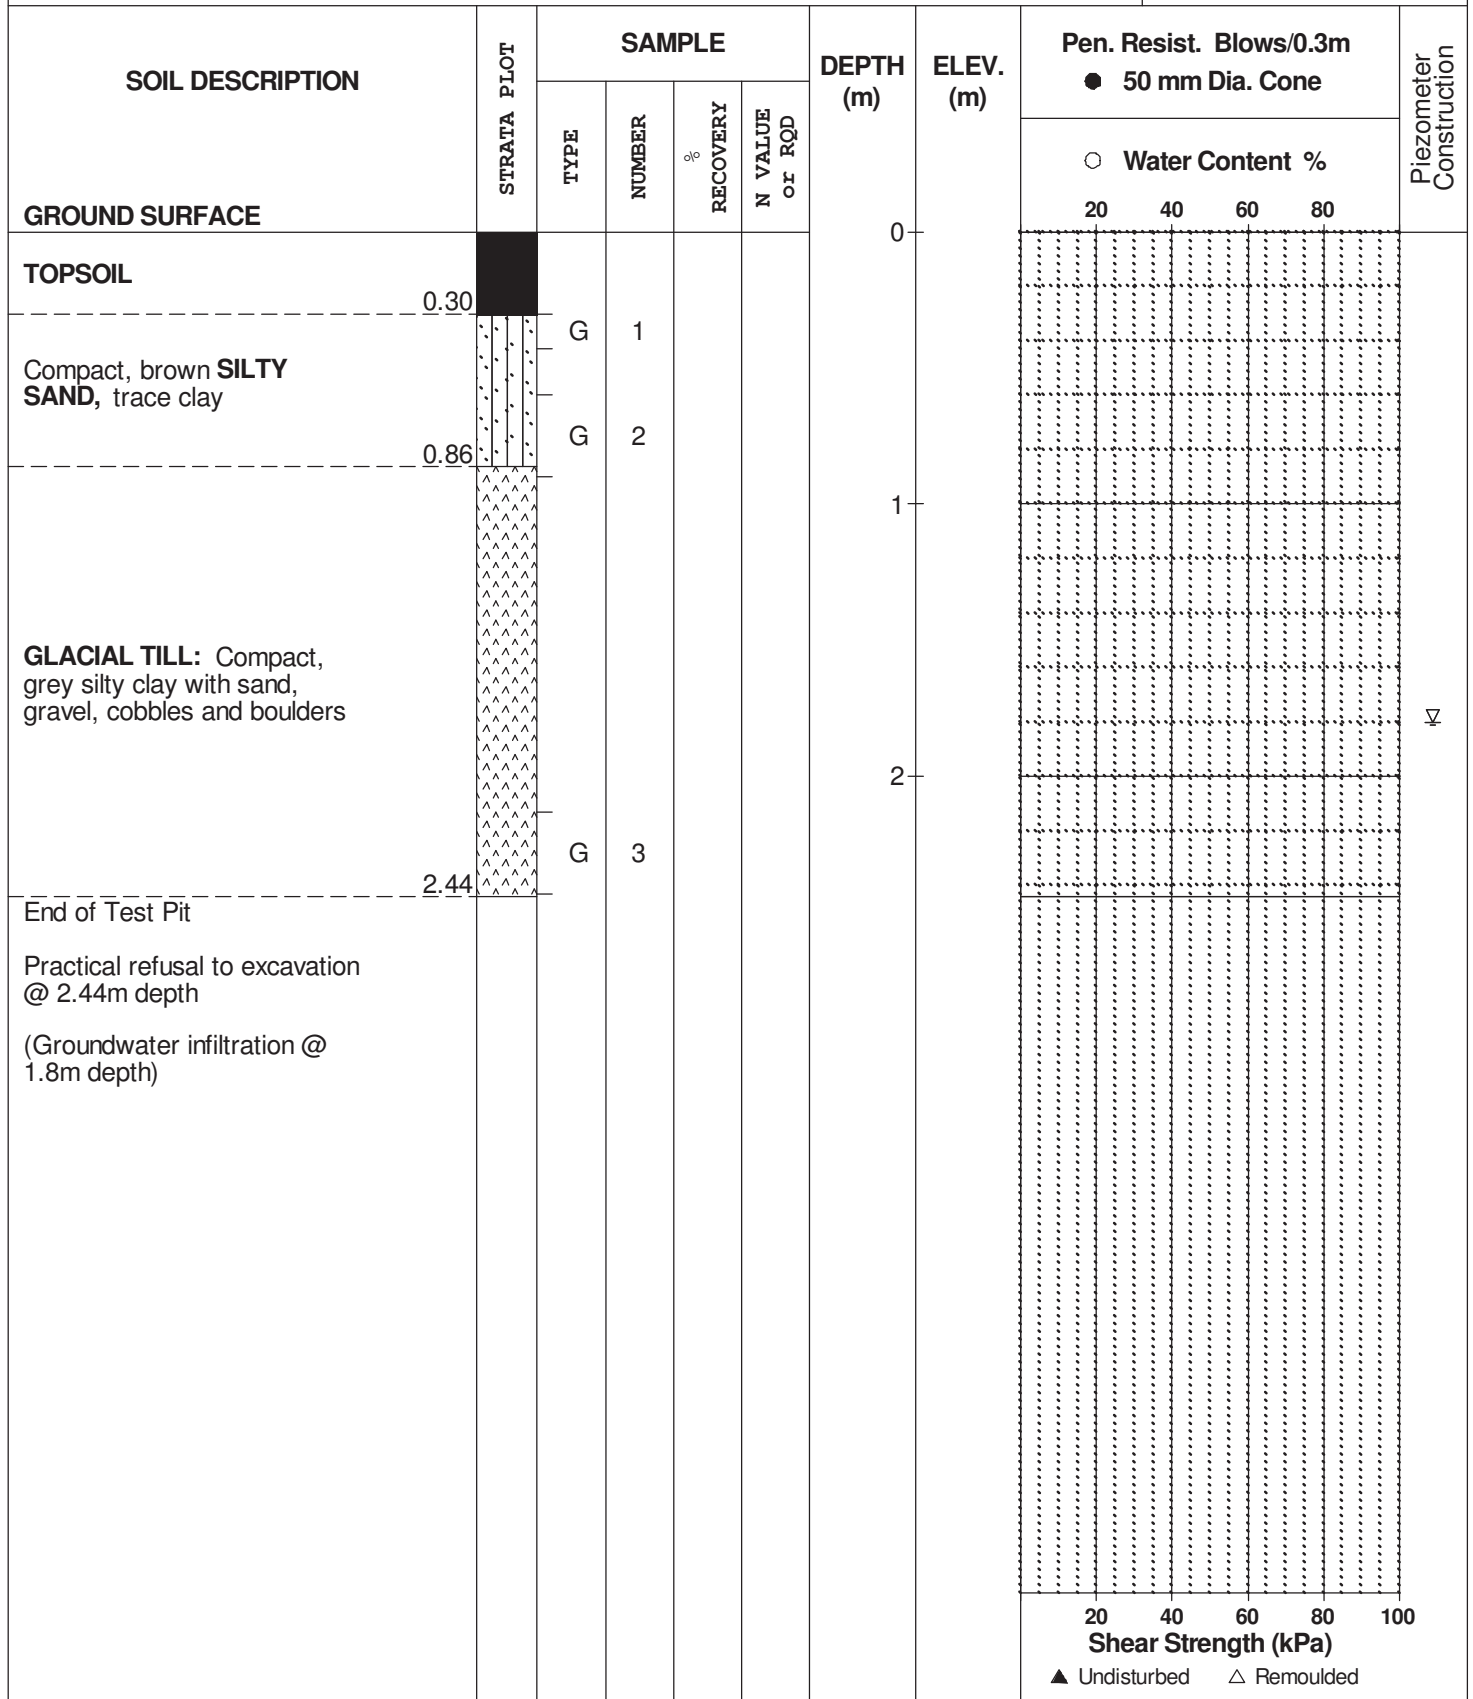 SOIL DESCRIPTION
GROUND SURFACE
STRATA PLOT
SAMPLE
TYPE
NUMBER
%
RECOVERY
N VALUE
or RQD
DEPTH
(m)
ELEV.
(m)
Pen. Resist. Blows/0.3m
● 50 mm Dia. Cone
○ Water Content %
20 40 60 80
Piezometer
Construction
0
TOPSOIL
0.30
G 1
Compact, brown SILTY
SAND, trace clay
G 2
0.86
1
GLACIAL TILL: Compact,
grey silty clay with sand,
gravel, cobbles and boulders
2
G 3
2.44
End of Test Pit
Practical refusal to excavation
@ 2.44m depth
(Groundwater infiltration @
1.8m depth)
20 40 60 80 100
Shear Strength (kPa)
▲ Undisturbed △ Remoulded